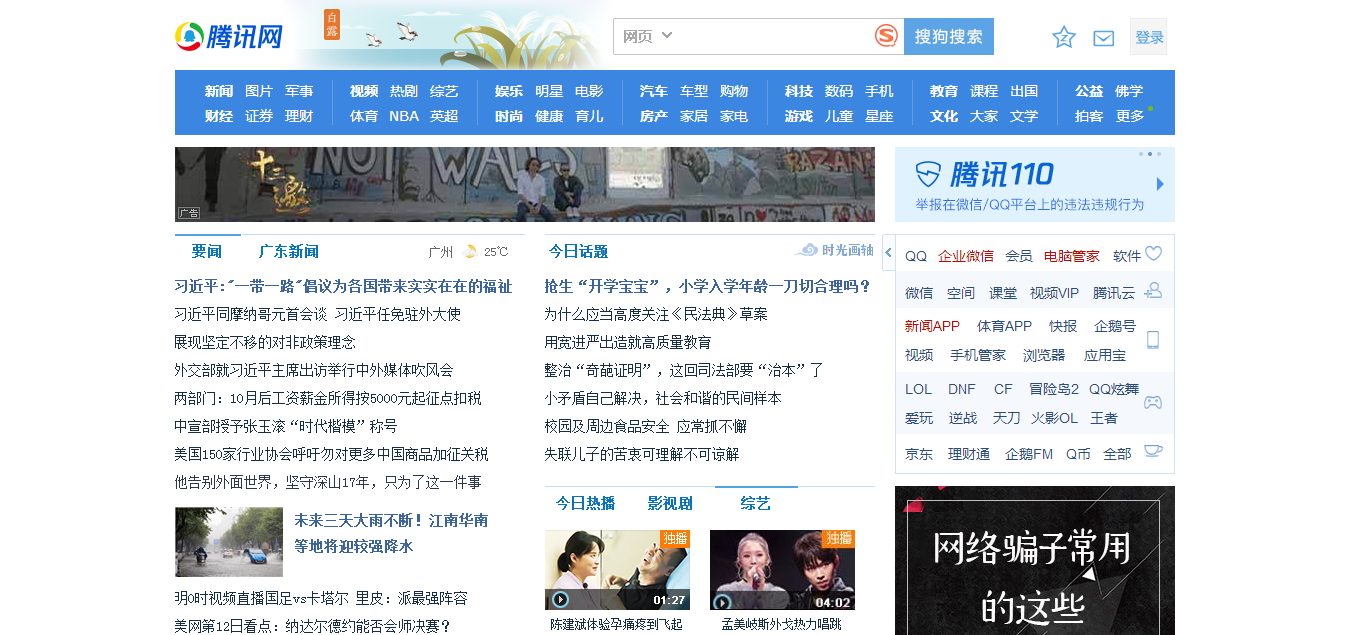 腾讯网
白露
网页
搜狗搜索
登录
新闻 图片 军事 视频 热剧 综艺 娱乐 明星 电影 汽车 车型 购物 科技 数码 手机 教育 课程 出国 公益 佛学
财经 证券 理财 体育 NBA 英超 时尚 健康 育儿 房产 家居 家电 游戏 儿童 星座 文化 大家 文学 拍客 更多
NOT WALLS
十三邀
广告
腾讯110
举报在微信/QQ平台上的违法违规行为
要闻 广东新闻 广州 25℃
习近平:"一带一路"倡议为各国带来实实在在的福祉
习近平同摩纳哥元首会谈 习近平任免驻外大使
展现坚定不移的对非政策理念
外交部就习近平主席出访举行中外媒体吹风会
两部门：10月后工资薪金所得按5000元起征点扣税
中宣部授予张玉滚“时代楷模”称号
美国150家行业协会呼吁勿对更多中国商品加征关税
他告别外面世界，坚守深山17年，只为了这一件事
未来三天大雨不断！江南华南
等地将迎较强降水
明0时视频直播国足vs卡塔尔 里皮：派最强阵容
美网第12日看点：纳达尔德约能否会师决赛？
今日话题 时光画轴
抢生“开学宝宝”，小学入学年龄一刀切合理吗？
为什么应当高度关注《民法典》草案
用宽进严出造就高质量教育
整治“奇葩证明”，这回司法部要“治本”了
小矛盾自己解决，社会和谐的民间样本
校园及周边食品安全 应常抓不懈
失联儿子的苦衷可理解不可谅解
今日热播 影视剧 综艺
独播
01:27
陈建斌体验孕痛疼到飞起
独播
04:02
孟美岐斯外戈热力唱跳
QQ 企业微信 会员 电脑管家 软件
微信 空间 课堂 视频VIP 腾讯云
新闻APP 体育APP 快报 企鹅号
视频 手机管家 浏览器 应用宝
LOL DNF CF 冒险岛2 QQ炫舞
爱玩 逆战 天刀 火影OL 王者
京东 理财通 企鹅FM Q币 全部
网络骗子常用
的这些